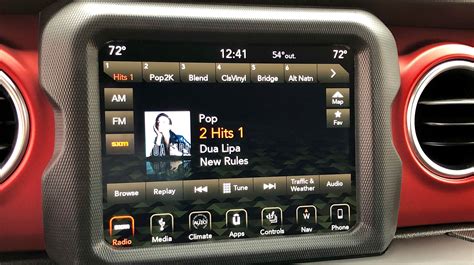 72° 12:41 54°out. 72°
1 2 3 4 5 6
Hits 1 Pop2K Blend ClsVinyl Bridge Alt Natn
AM
Map
FM
Fav
sxm
Pop
2 Hits 1
Dua Lipa
New Rules
Browse Replay Tune Traffic & Weather Audio
AUTO
Radio Media Climate Apps Controls Nav Phone